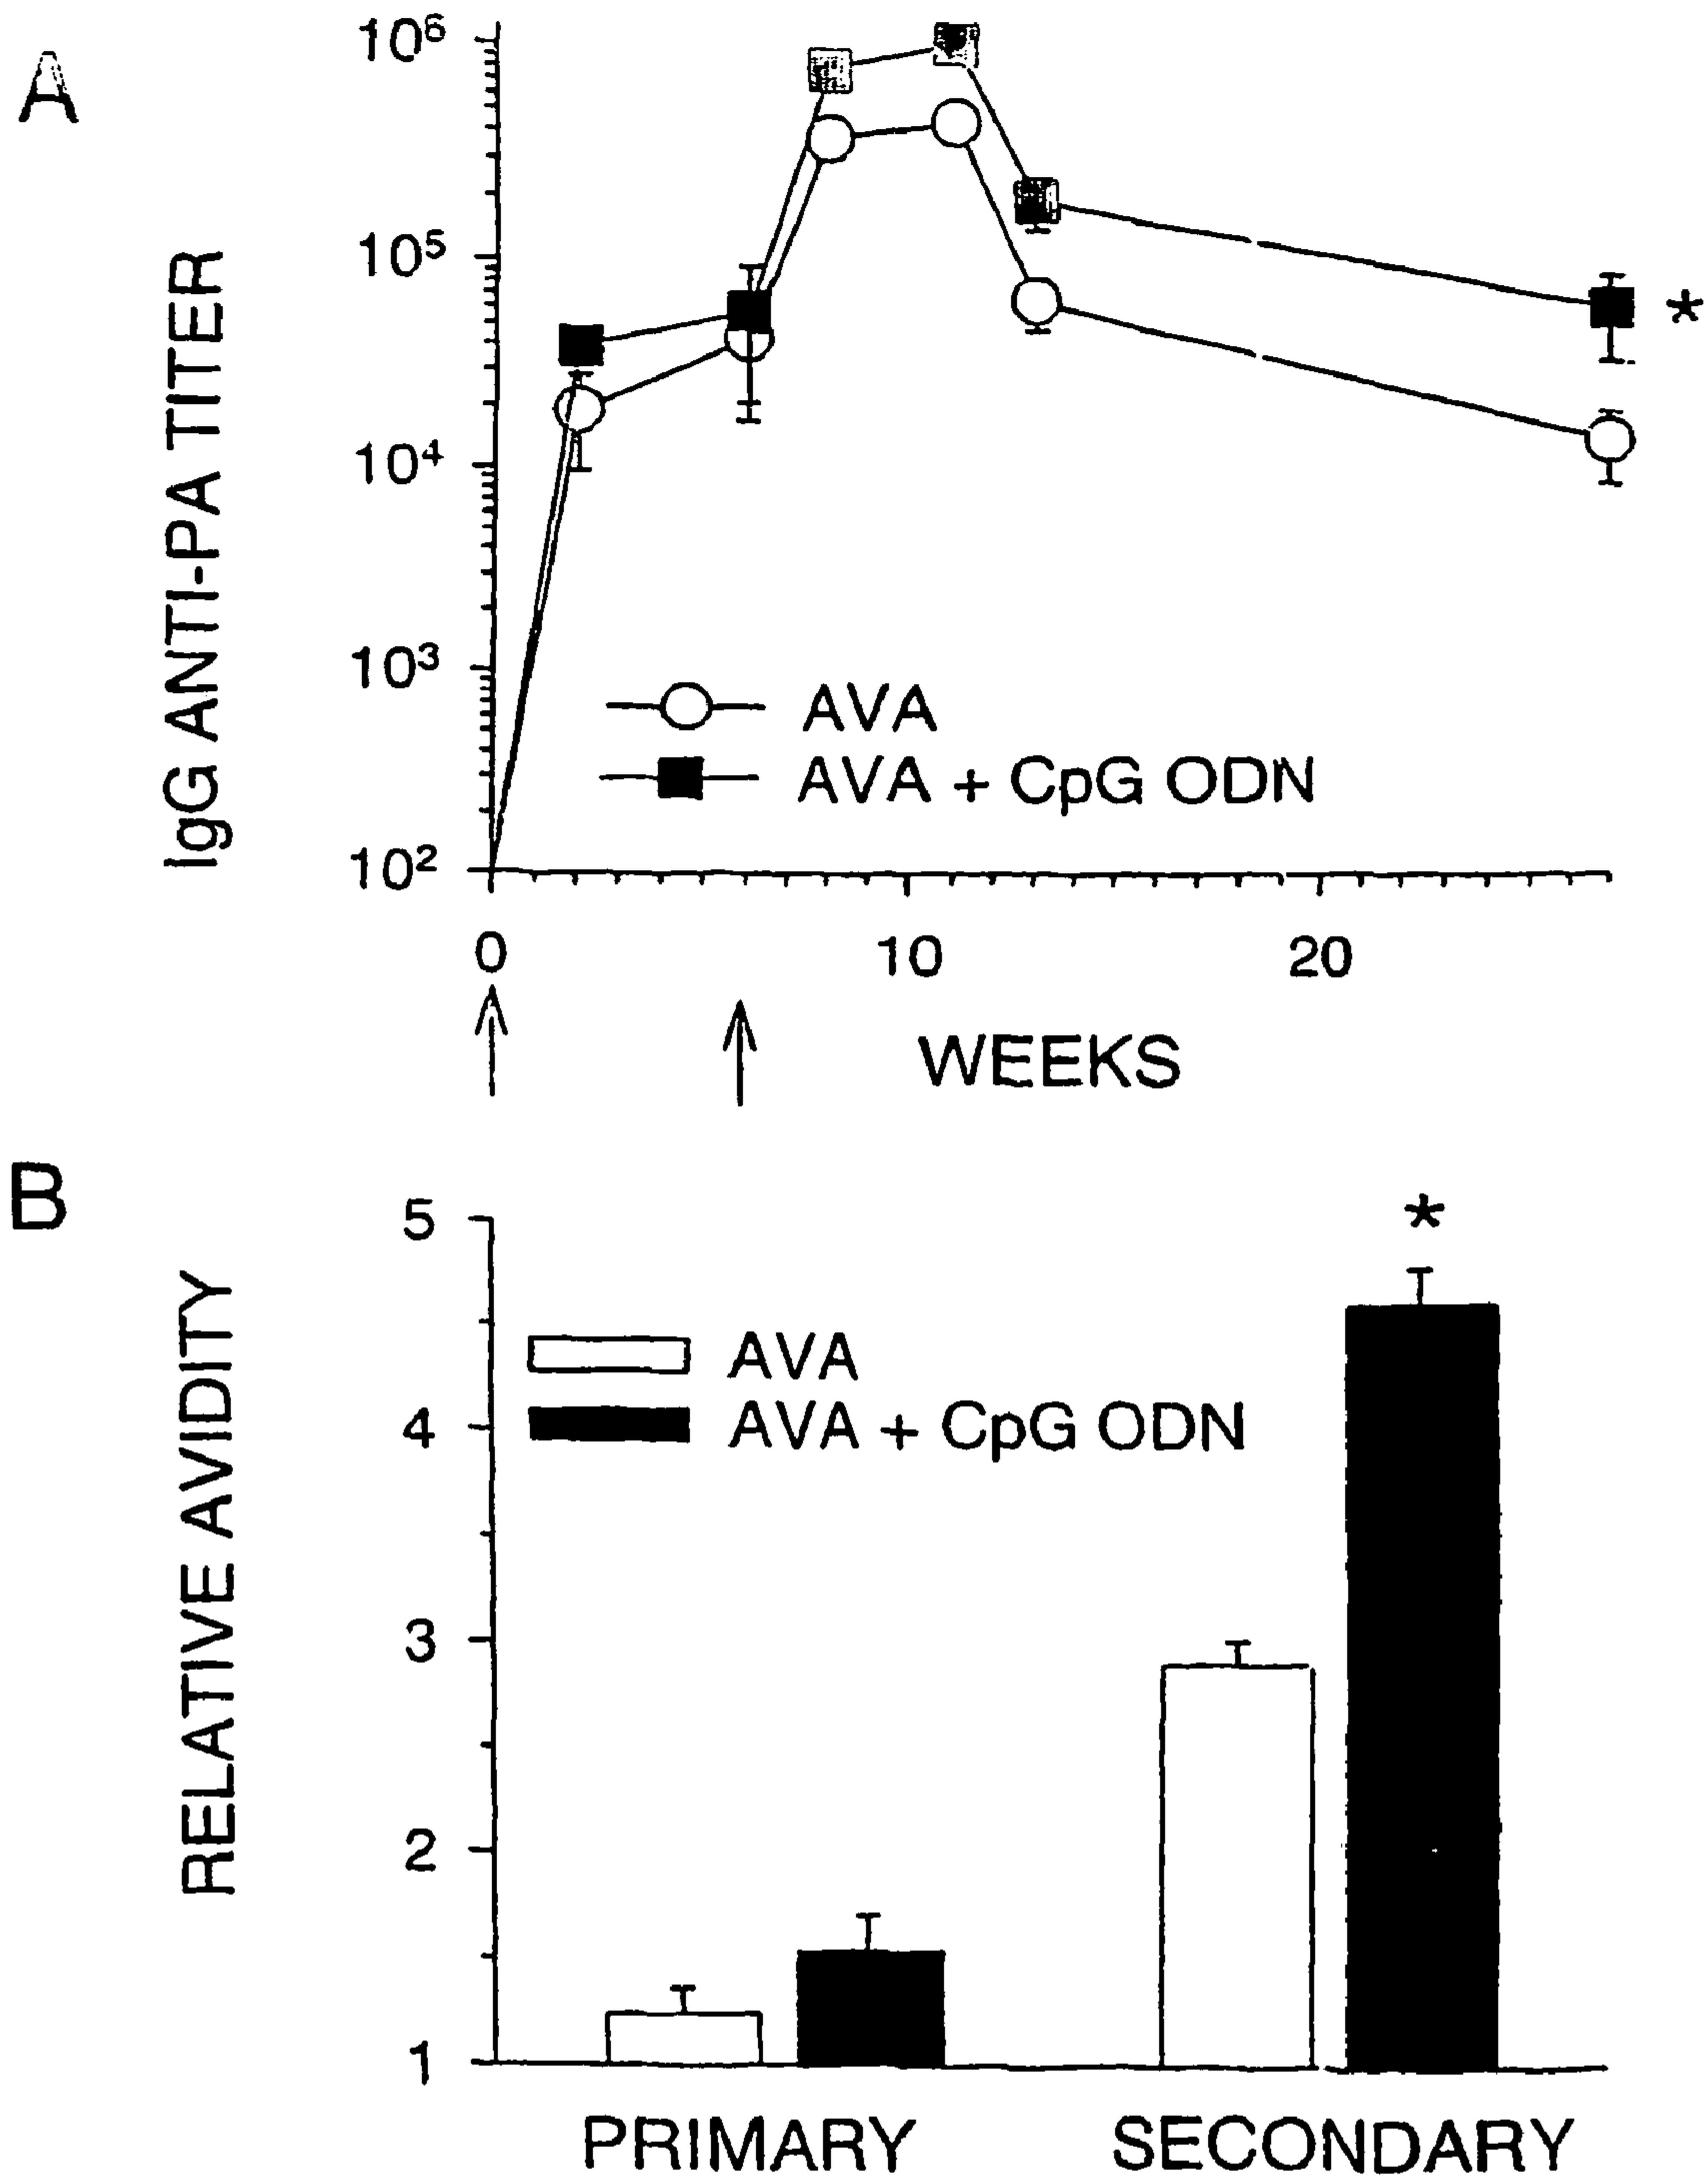 A
IgG ANTI-PA TITER
10⁶
10⁵
10⁴
10³
10²
AVA
AVA + CpG ODN
*
0 10 20
WEEKS
B
RELATIVE AVIDITY
5
4
3
2
1
AVA
AVA + CpG ODN
*
PRIMARY SECONDARY